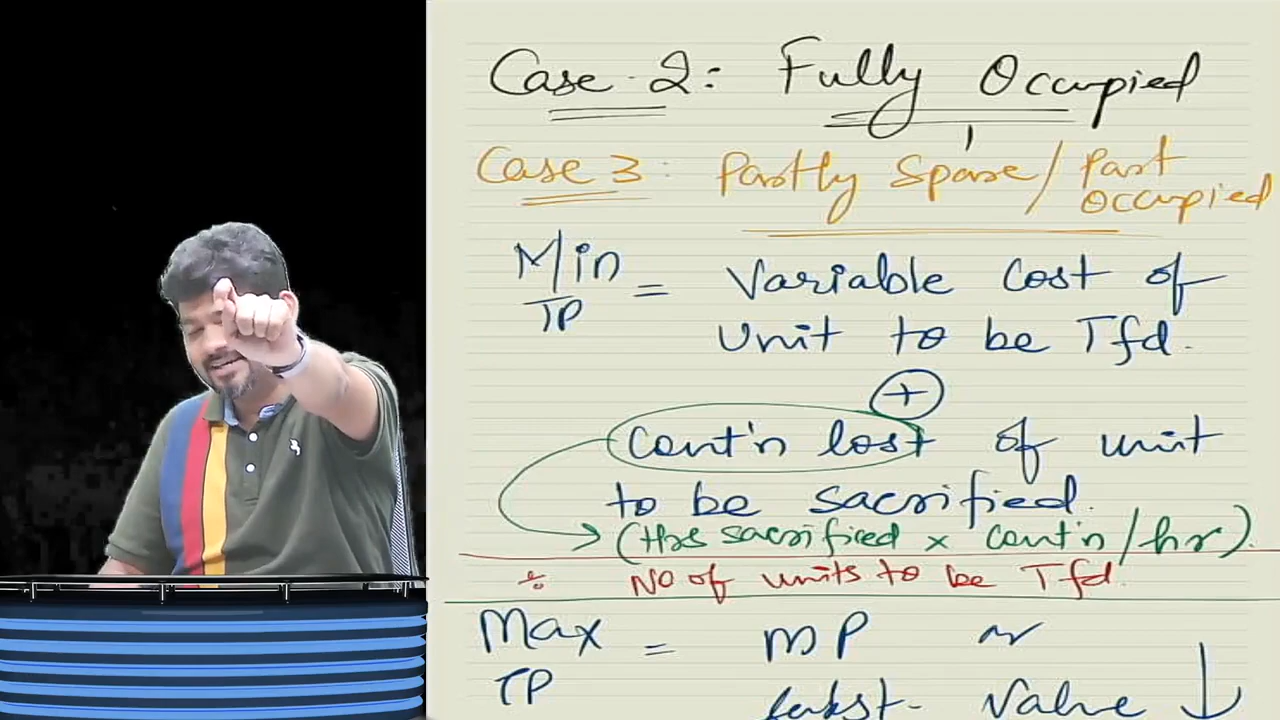 Case 2: Fully Occupied
Case 3: Partly Spare/Part
Occupied
Min TP = Variable Cost of
Unit to be Tfd.
+
Cont'n lost of unit
to be sacrified.
(Hrs sacrificed x cont'n/hr).
÷ No of units to be Tfd.
Max TP = MP or ↓
Subst. Value